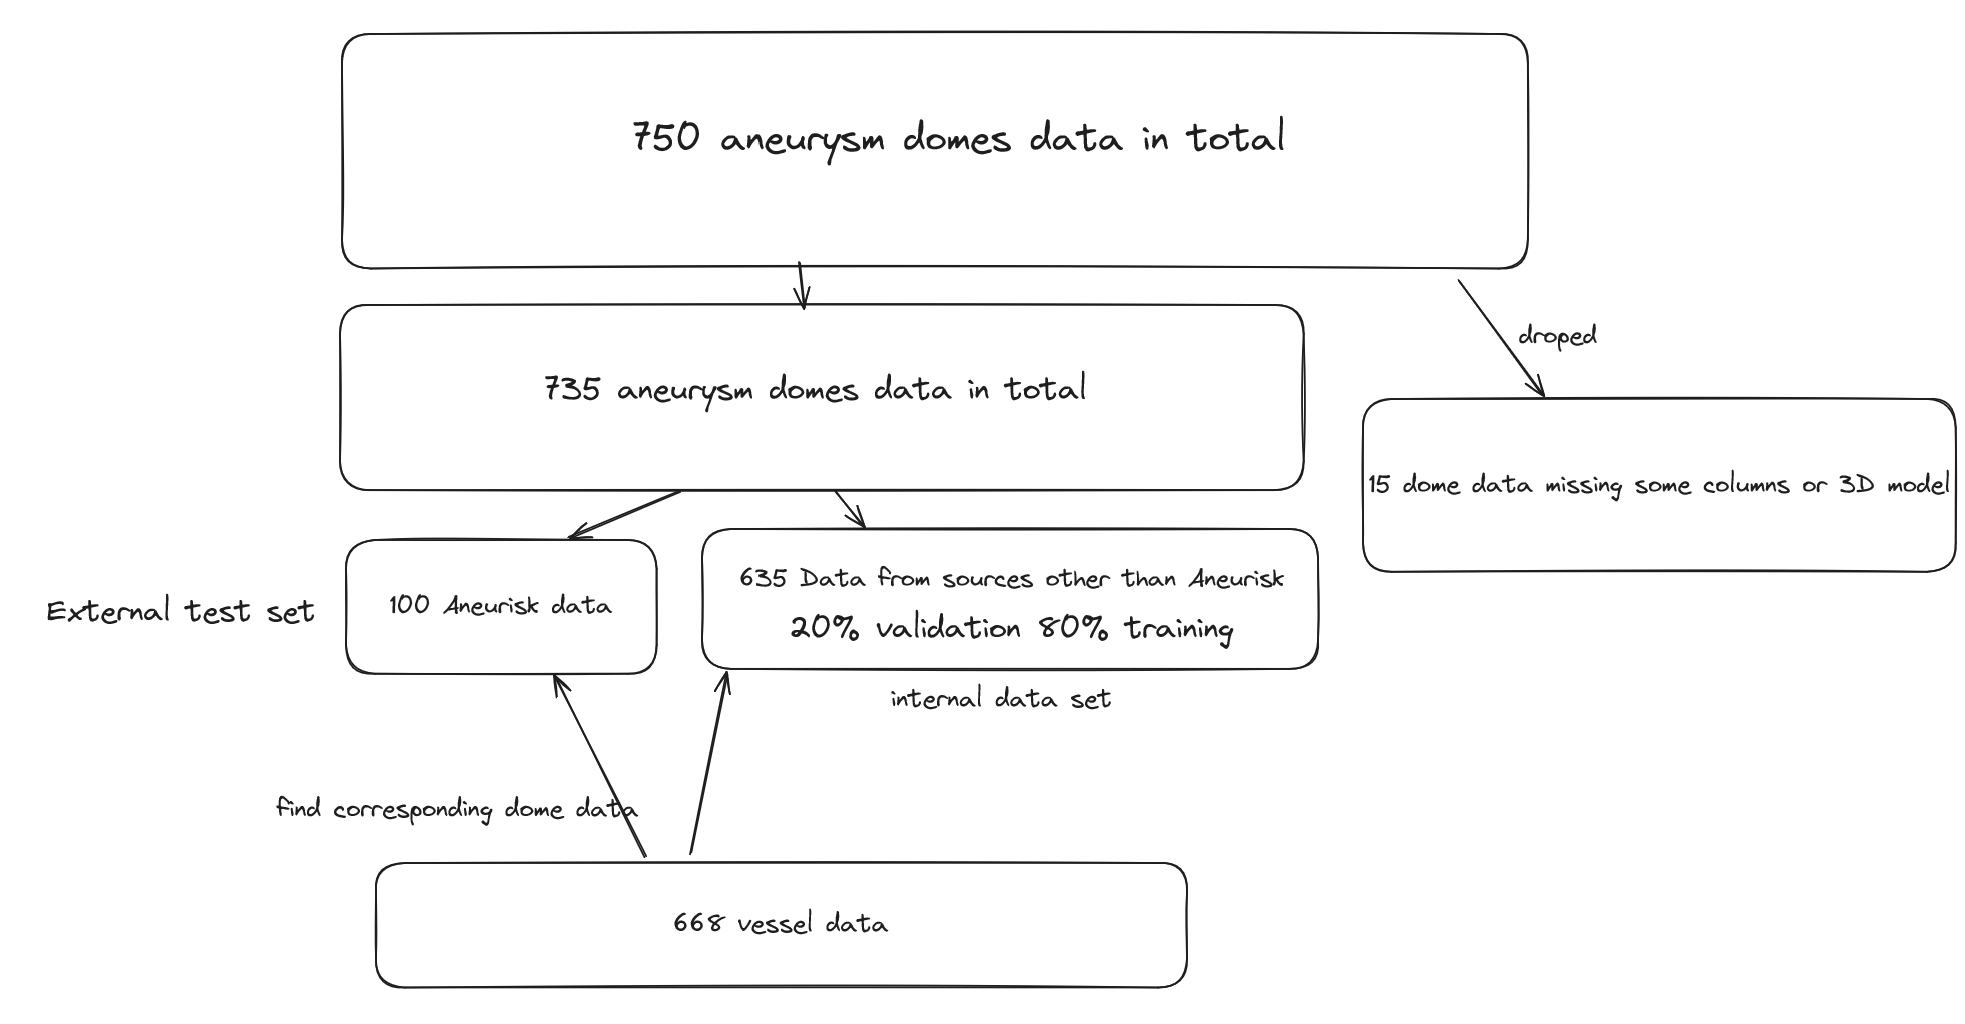 750 aneurysm domes data in total
735 aneurysm domes data in total
droped
15 dome data missing some columns or 3D model
External test set
100 Aneurisk data
635 Data from sources other than Aneurisk
20% validation 80% training
internal data set
find corresponding dome data
668 vessel data